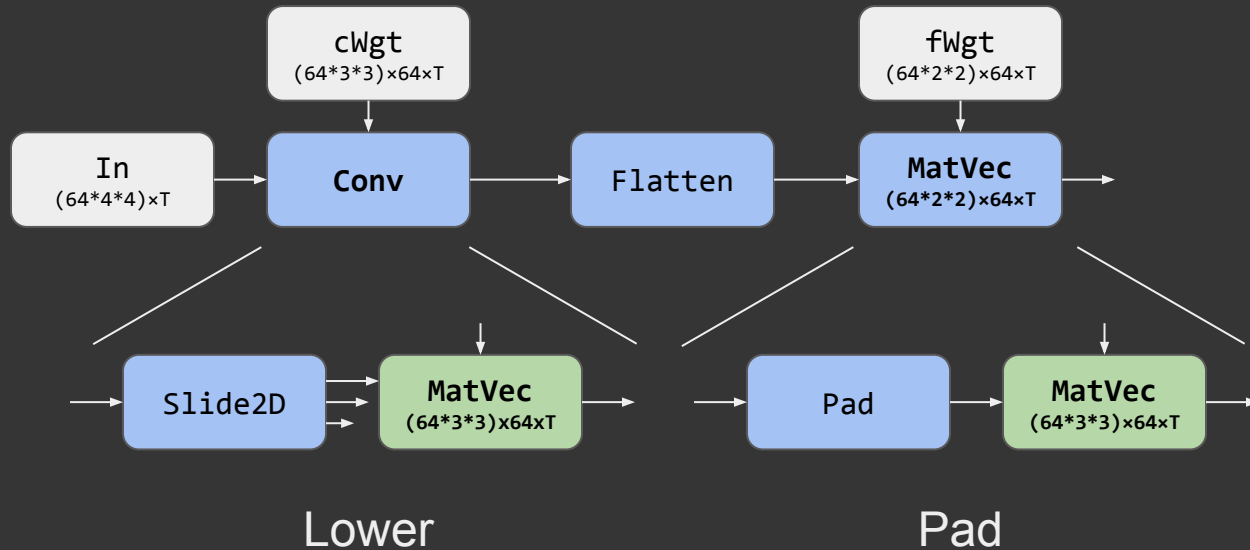 cWgt
(64*3*3)×64×T
fWgt
(64*2*2)×64×T
In
(64*4*4)×T
Conv
Flatten
MatVec
(64*2*2)×64×T
Slide2D
MatVec
(64*3*3)x64xT
Pad
MatVec
(64*3*3)×64×T
Lower
Pad